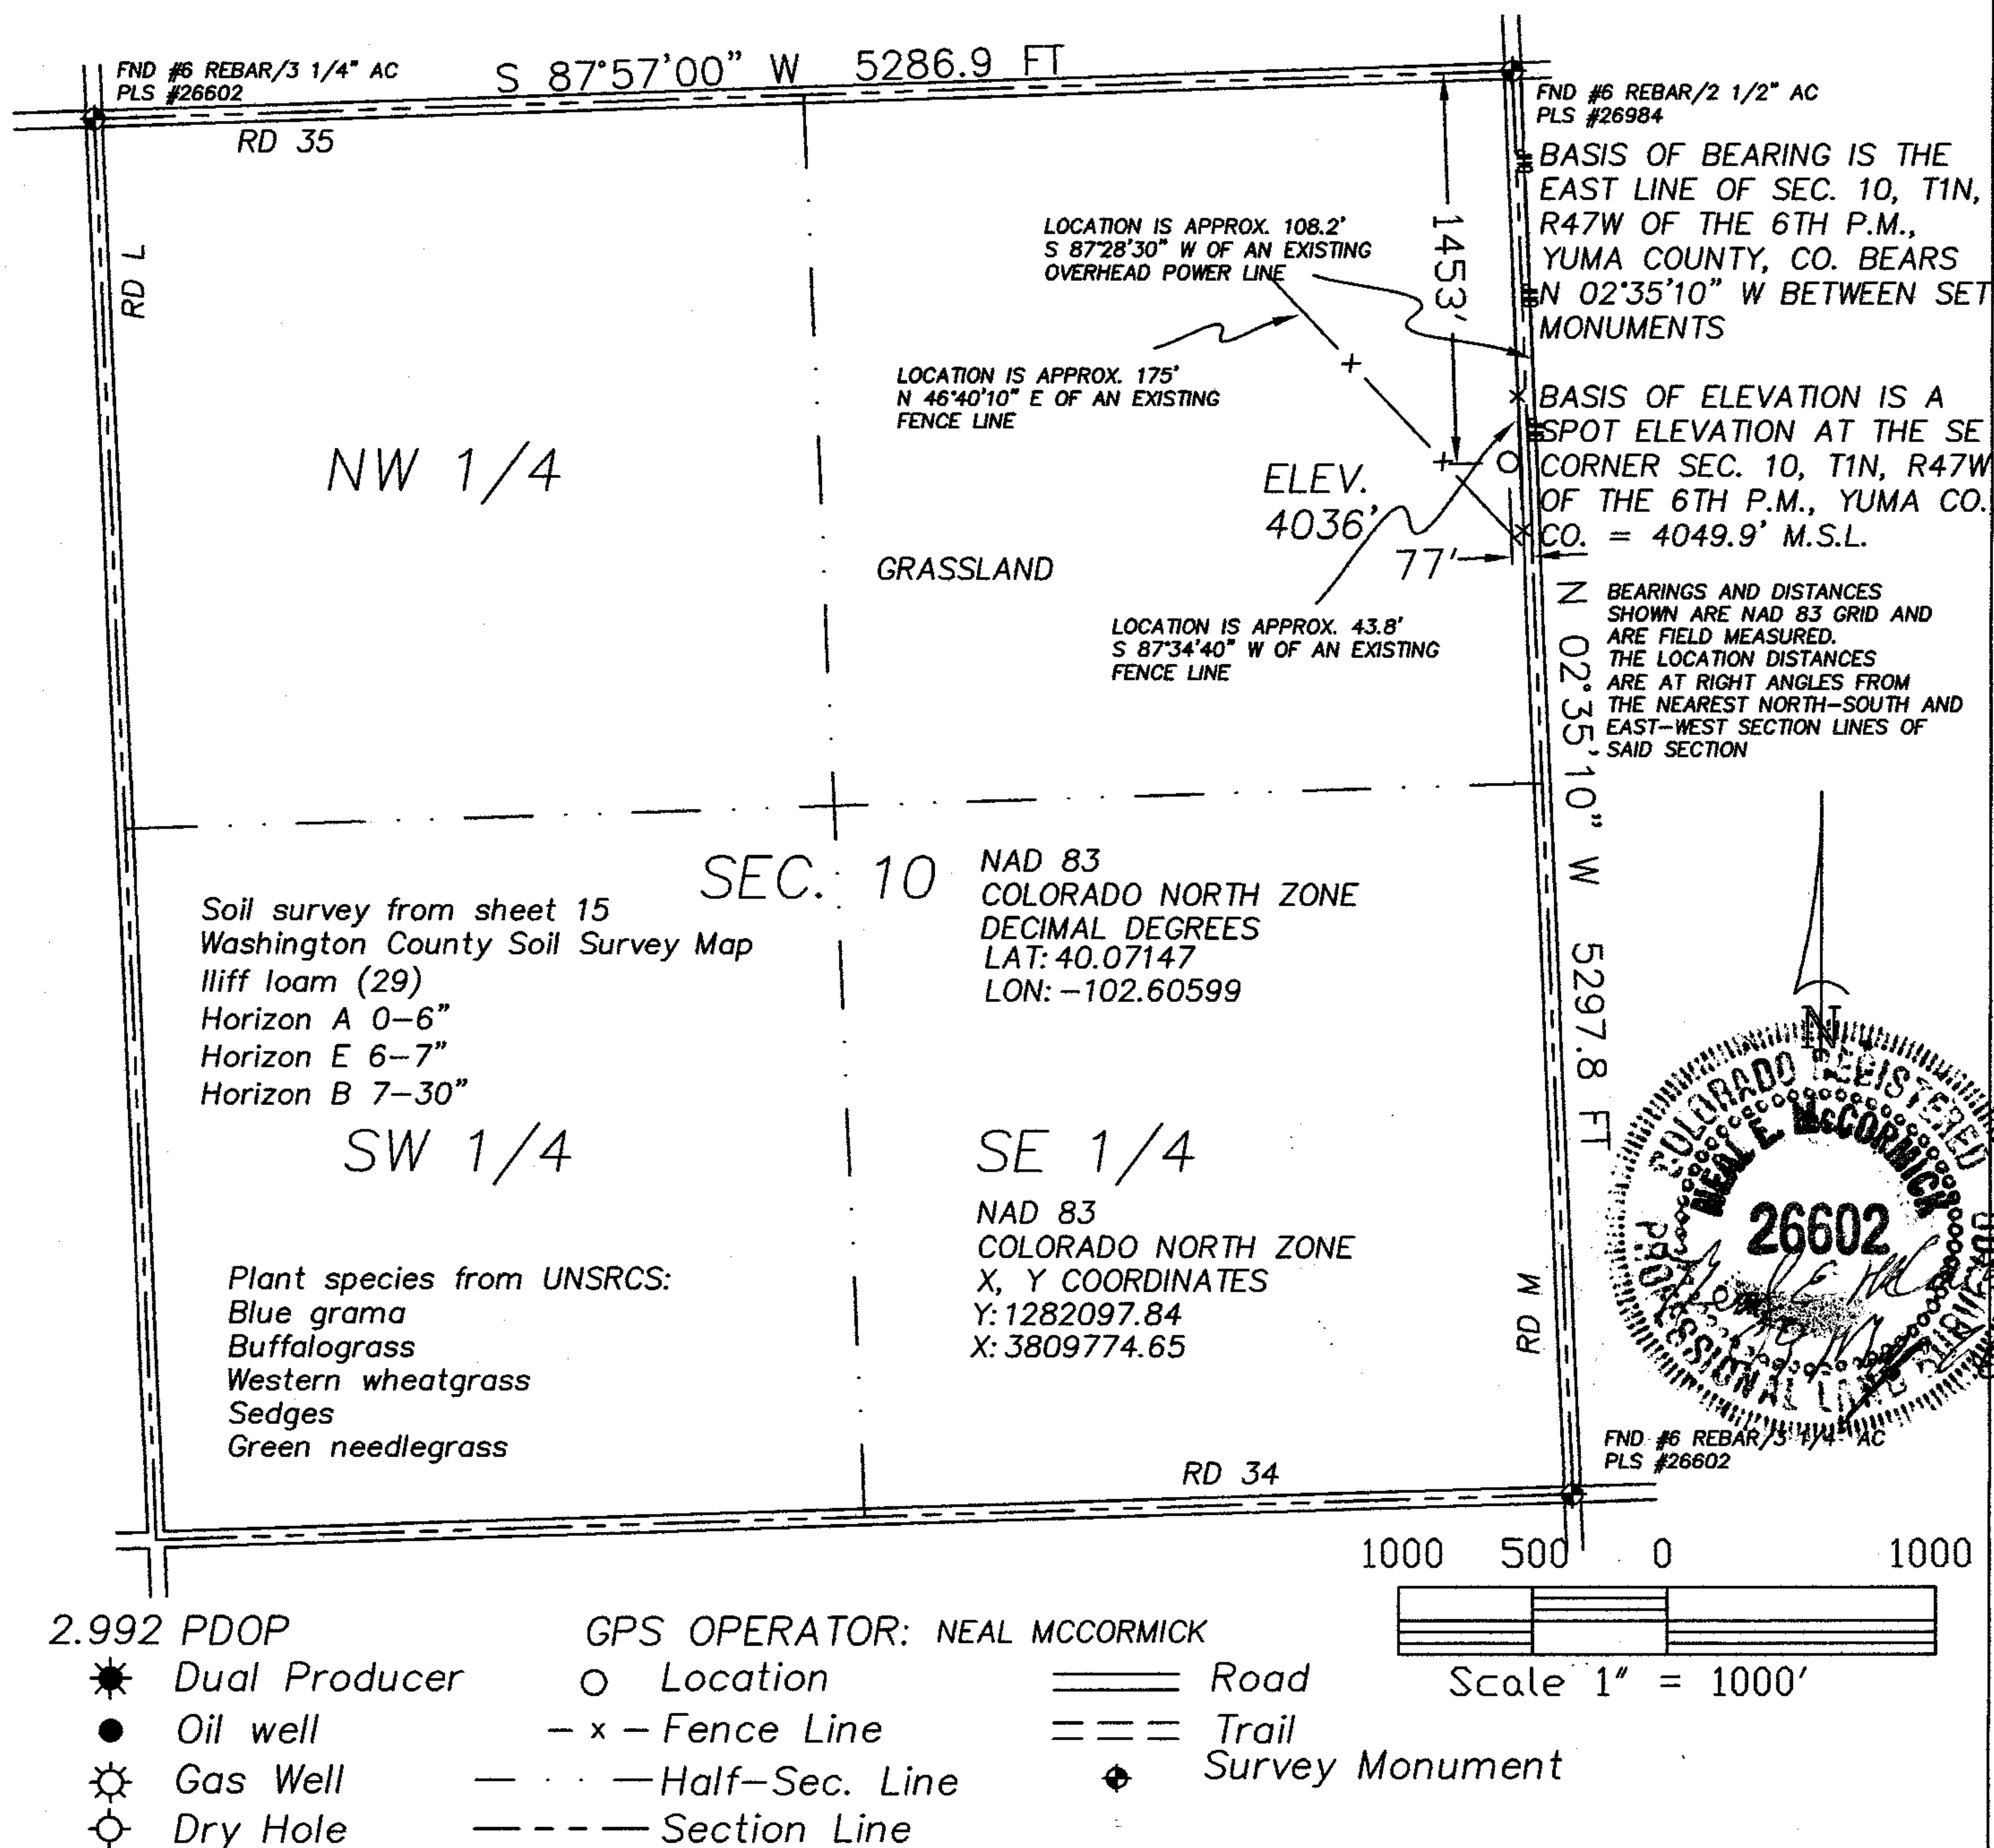 FND #6 REBAR/3 1/4" AC
PLS #26602
S 87°57'00" W 5286.9 FT
FND #6 REBAR/2 1/2" AC
PLS #26984
RD 35
RD L
BASIS OF BEARING IS THE
EAST LINE OF SEC. 10, T1N,
R47W OF THE 6TH P.M.,
YUMA COUNTY, CO. BEARS
N 02°35'10" W BETWEEN SET
MONUMENTS
LOCATION IS APPROX. 108.2'
S 87°28'30" W OF AN EXISTING
OVERHEAD POWER LINE
1453'
LOCATION IS APPROX. 175'
N 46°40'10" E OF AN EXISTING
FENCE LINE
BASIS OF ELEVATION IS A
SPOT ELEVATION AT THE SE
CORNER SEC. 10, T1N, R47W
OF THE 6TH P.M., YUMA CO.
CO. = 4049.9' M.S.L.
NW 1/4
ELEV.
4036'
77'
GRASSLAND
LOCATION IS APPROX. 43.8'
S 87°34'40" W OF AN EXISTING
FENCE LINE
BEARINGS AND DISTANCES
SHOWN ARE NAD 83 GRID AND
ARE FIELD MEASURED.
THE LOCATION DISTANCES
ARE AT RIGHT ANGLES FROM
THE NEAREST NORTH-SOUTH AND
EAST-WEST SECTION LINES OF
SAID SECTION
N 02°35'10" W 5297.8 FT
SEC. 10
NAD 83
COLORADO NORTH ZONE
DECIMAL DEGREES
LAT: 40.07147
LON: -102.60599
Soil survey from sheet 15
Washington County Soil Survey Map
Iliff loam (29)
Horizon A 0-6"
Horizon E 6-7"
Horizon B 7-30"
SW 1/4
SE 1/4
NAD 83
COLORADO NORTH ZONE
X, Y COORDINATES
Y: 1282097.84
X: 3809774.65
Plant species from UNSRCS:
Blue grama
Buffalograss
Western wheatgrass
Sedges
Green needlegrass
RD M
N
COLORADO REGISTERED
NEAL E. McCORMICK
26602
PROFESSIONAL LAND SURVEYOR
FND #6 REBAR/3 1/4" AC
PLS #26602
RD 34
1000 500 0 1000
Scale 1" = 1000'
2.992 PDOP
GPS OPERATOR: NEAL MCCORMICK
Dual Producer
Location
Road
Oil well
Fence Line
Trail
Gas Well
Half-Sec. Line
Survey Monument
Dry Hole
Section Line